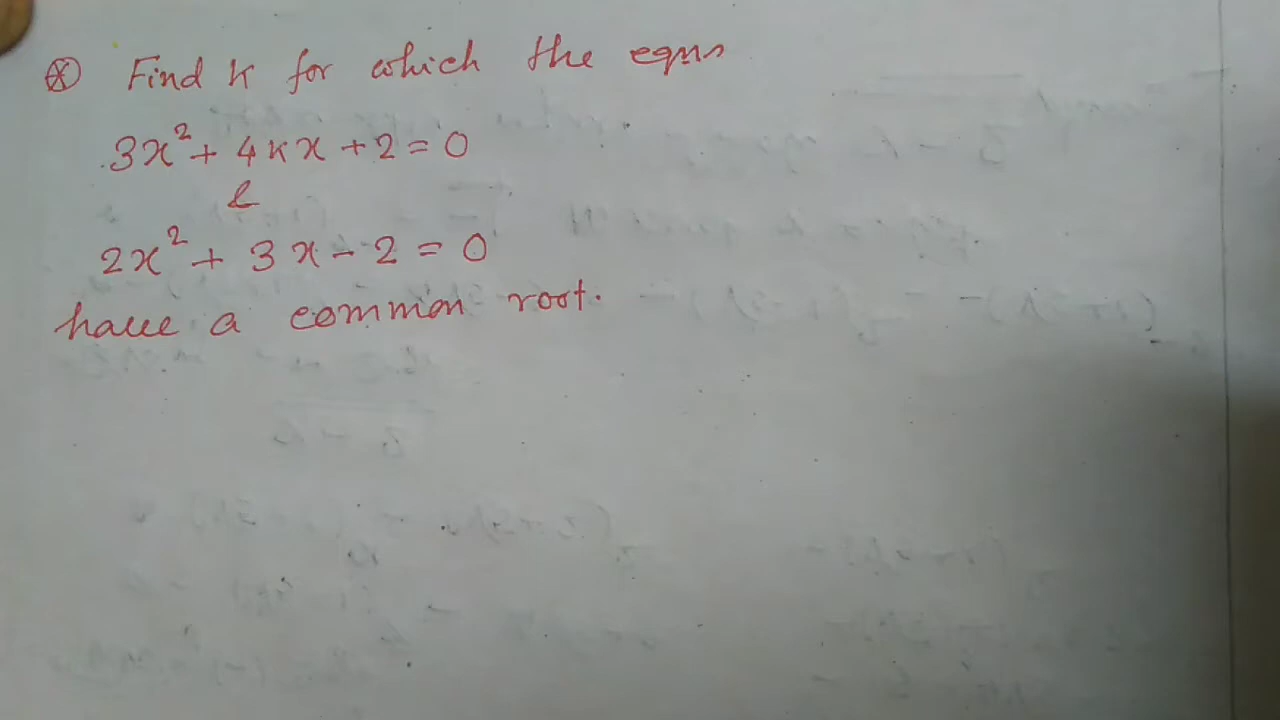 ⊛ Find k for which the eqns
3x² + 4kx + 2 = 0
&
2x² + 3x - 2 = 0
have a common root.